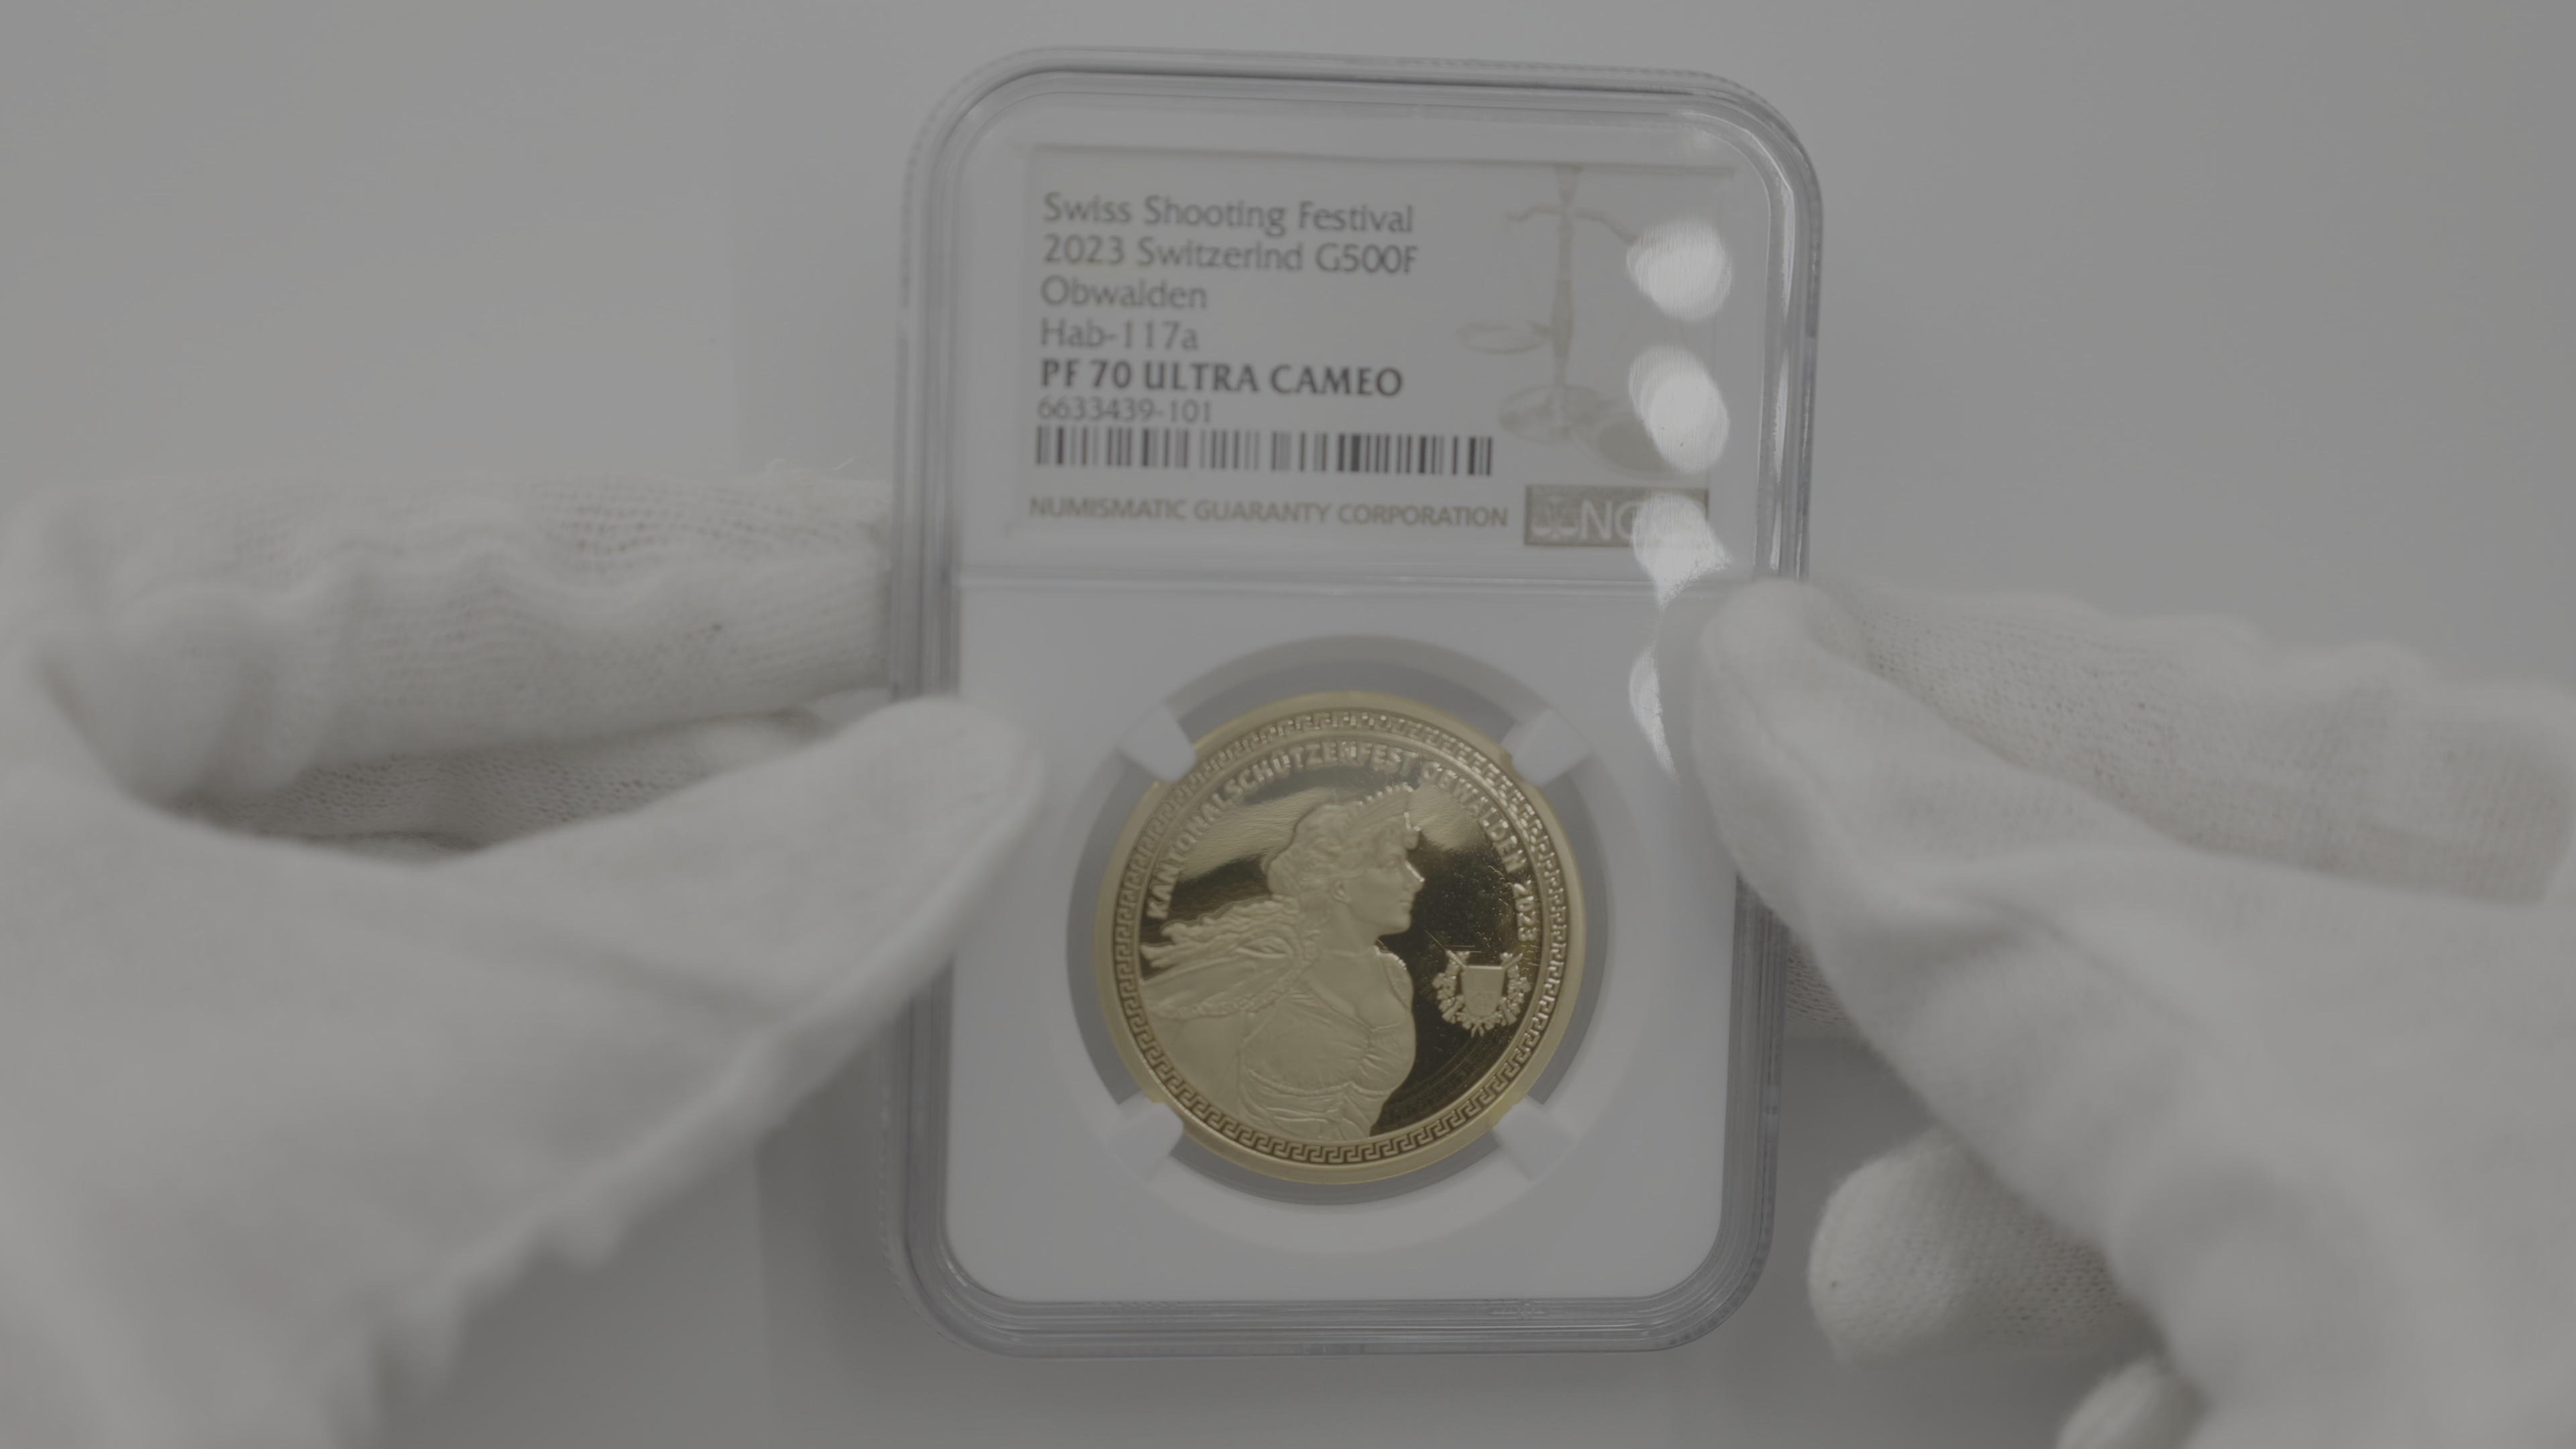 Swiss Shooting Festival
2023 Switzerlnd G500F
Obwalden
Hab-117a
PF 70 ULTRA CAMEO
6633439-101
NUMISMATIC GUARANTY CORPORATION
KANTONALSCHÜTZENFEST OBWALDEN 2023